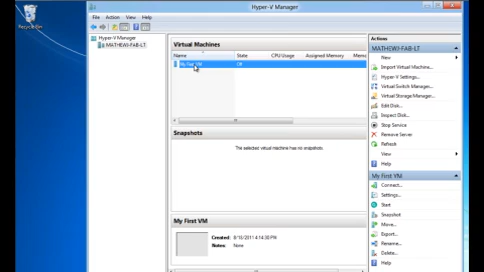 Hyper-V Manager
File Action View Help
Recycle Bin
Hyper-V Manager
MATHEWJ-FAB-LT
Virtual Machines
Name State CPU Usage Assigned Memory Memo
My First VM Off
Snapshots
The selected virtual machine has no snapshots.
My First VM
Created: 8/18/2011 4:14:30 PM
Notes: None
Actions
MATHEWJ-FAB-LT
New
Import Virtual Machine...
Hyper-V Settings...
Virtual Switch Manager...
Virtual Storage Manager...
Edit Disk...
Inspect Disk...
Stop Service
Remove Server
Refresh
View
Help
My First VM
Connect...
Settings...
Start
Snapshot
Move...
Export...
Rename...
Delete...
Help